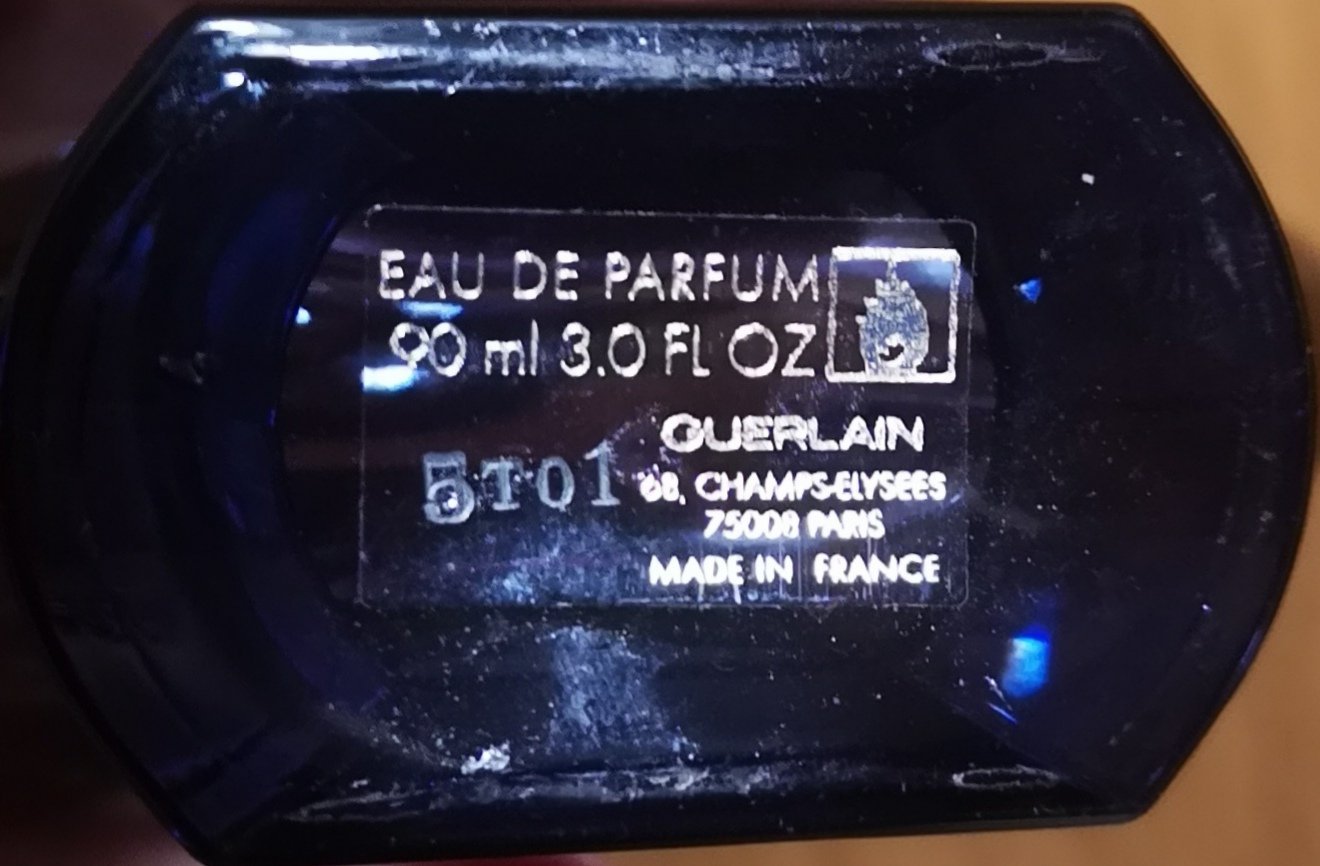 EAU DE PARFUM
90 ml 3.0 FL OZ
GUERLAIN
5T01
68, CHAMPS-ELYSEES
75008 PARIS
MADE IN FRANCE